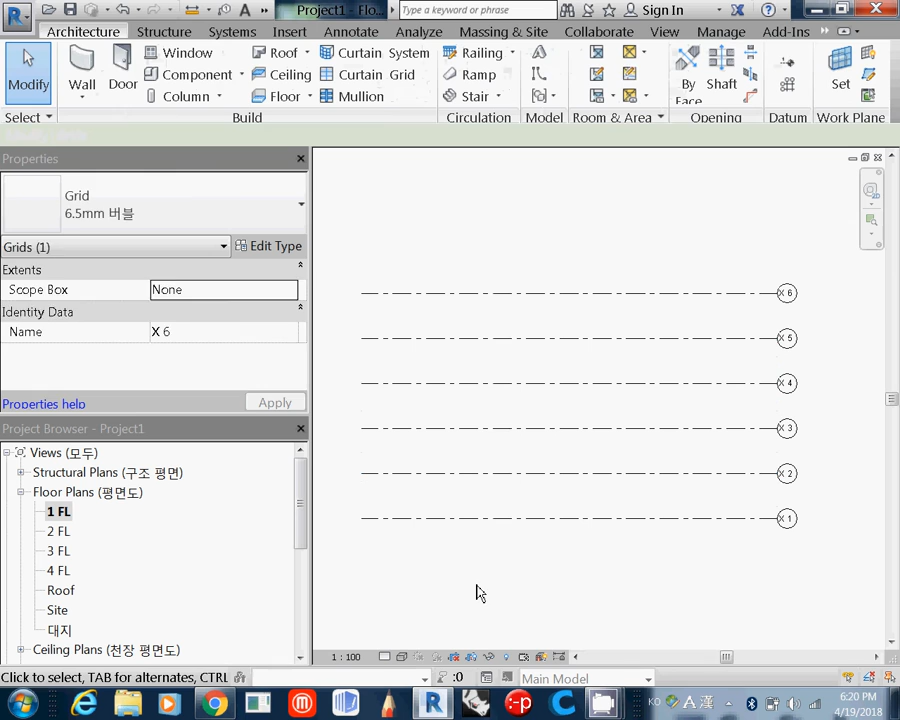 Project1 - Flo...
Type a keyword or phrase
Sign In
Architecture Structure Systems Insert Annotate Analyze Massing & Site Collaborate View Manage Add-Ins
Modify
Wall
Door
Window
Component
Column
Roof
Ceiling
Floor
Curtain System
Curtain Grid
Mullion
Railing
Ramp
Stair
By
Face
Shaft
Set
Select Build Circulation Model Room & Area Opening Datum Work Plane
Properties
Grid
6.5mm 버블
Grids (1) Edit Type
Extents
Scope Box None
Identity Data
Name X 6
Properties help Apply
Project Browser - Project1
Views (모두)
Structural Plans (구조 평면)
Floor Plans (평면도)
1 FL
2 FL
3 FL
4 FL
Roof
Site
대지
Ceiling Plans (천장 평면도)
X 6
X 5
X 4
X 3
X 2
X 1
1 : 100
Click to select, TAB for alternates, CTRL
:0
Main Model
KO A 漢
6:20 PM
4/19/2018